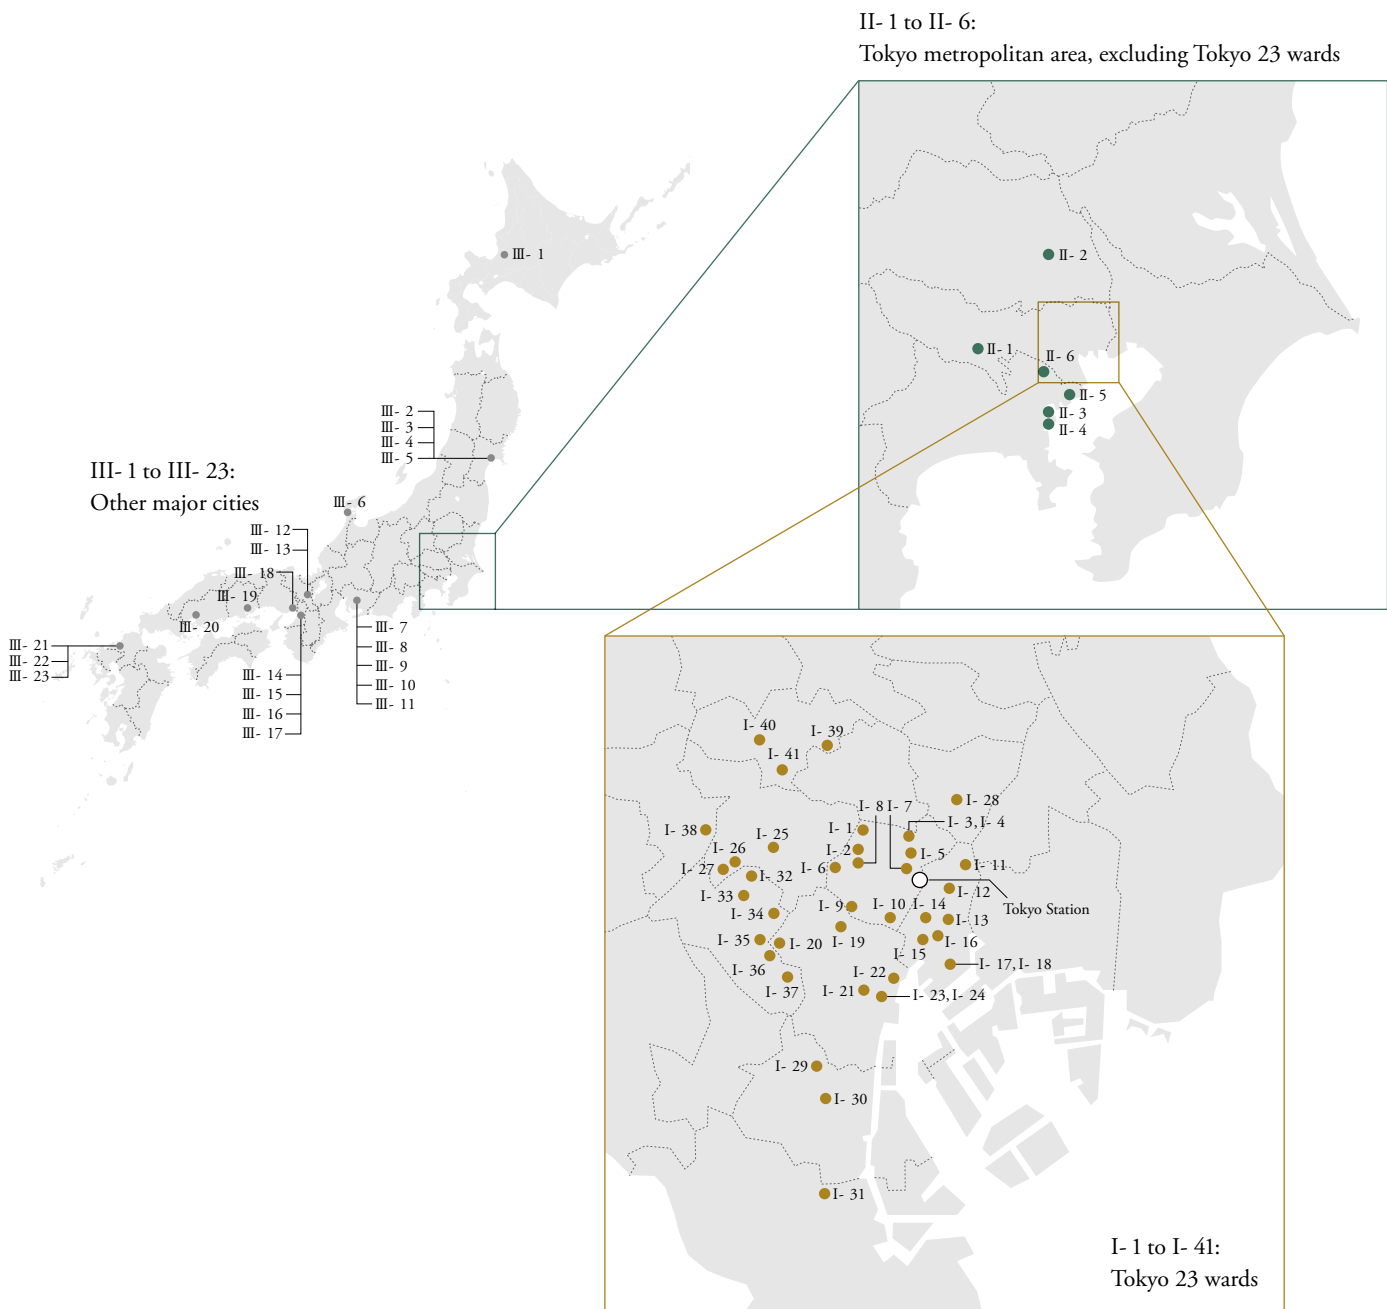 II- 1 to II- 6:
Tokyo metropolitan area, excluding Tokyo 23 wards
II- 2
II- 1
II- 6
II- 5
II- 3
II- 4
III- 1
III- 2
III- 3
III- 4
III- 5
III- 1 to III- 23:
Other major cities
III- 6
III- 12
III- 13
III- 18
III- 19
III- 20
III- 21
III- 22
III- 23
III- 7
III- 8
III- 9
III- 10
III- 11
III- 14
III- 15
III- 16
III- 17
I- 40
I- 39
I- 41
I- 28
I- 8
I- 7
I- 3, I- 4
I- 38
I- 25
I- 1
I- 26
I- 2
I- 5
I- 27
I- 32
I- 6
I- 11
I- 12
I- 33
Tokyo Station
I- 34
I- 9
I- 10
I- 14
I- 13
I- 35
I- 20
I- 19
I- 15
I- 16
I- 36
I- 17, I- 18
I- 37
I- 22
I- 21
I- 23, I- 24
I- 29
I- 30
I- 31
I- 1 to I- 41:
Tokyo 23 wards